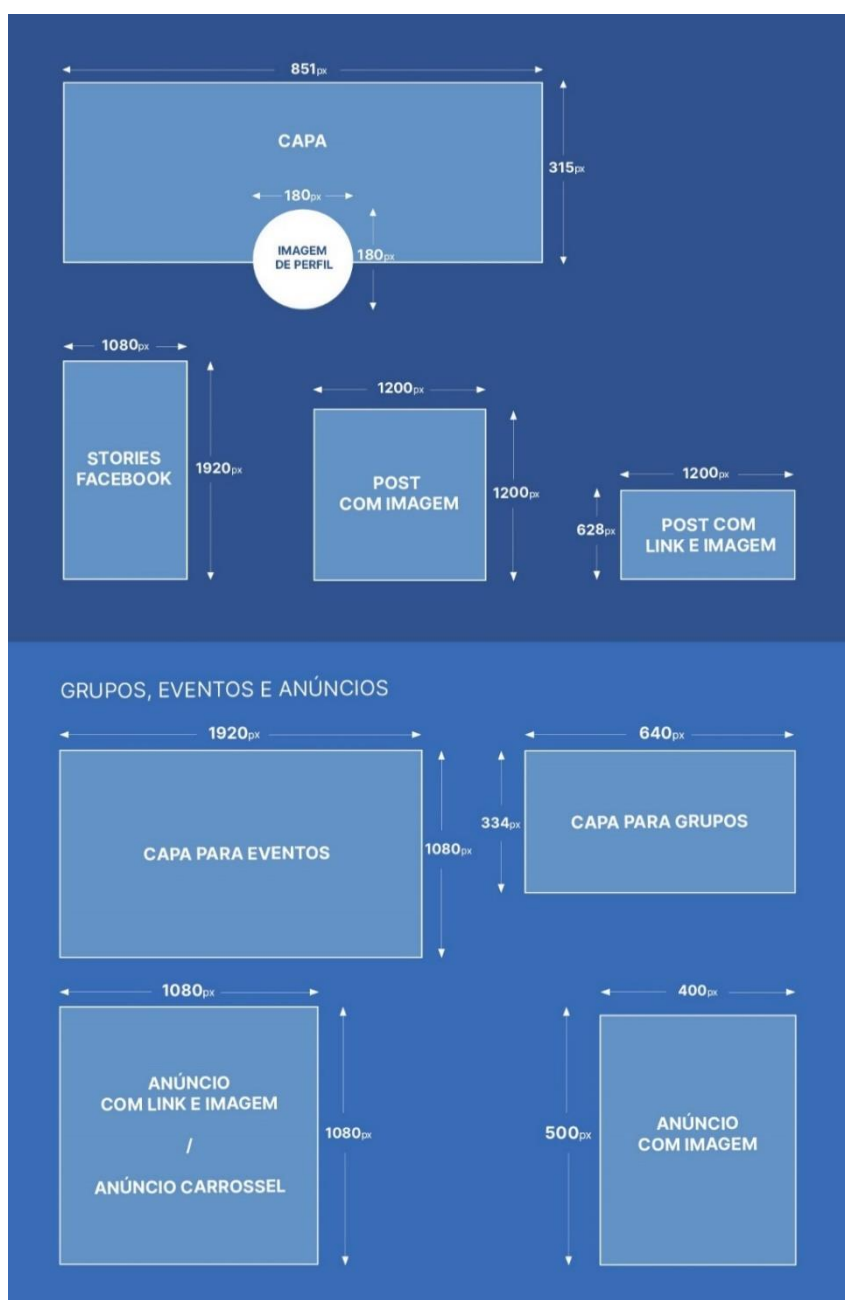 851px
CAPA
315px
180px
IMAGEM
DE PERFIL
180px
1080px
STORIES
FACEBOOK
1920px
1200px
POST
COM IMAGEM
1200px
1200px
628px
POST COM
LINK E IMAGEM
GRUPOS, EVENTOS E ANÚNCIOS
1920px
CAPA PARA EVENTOS
1080px
640px
334px
CAPA PARA GRUPOS
1080px
ANÚNCIO
COM LINK E IMAGEM
/
ANÚNCIO CARROSSEL
1080px
400px
500px
ANÚNCIO
COM IMAGEM